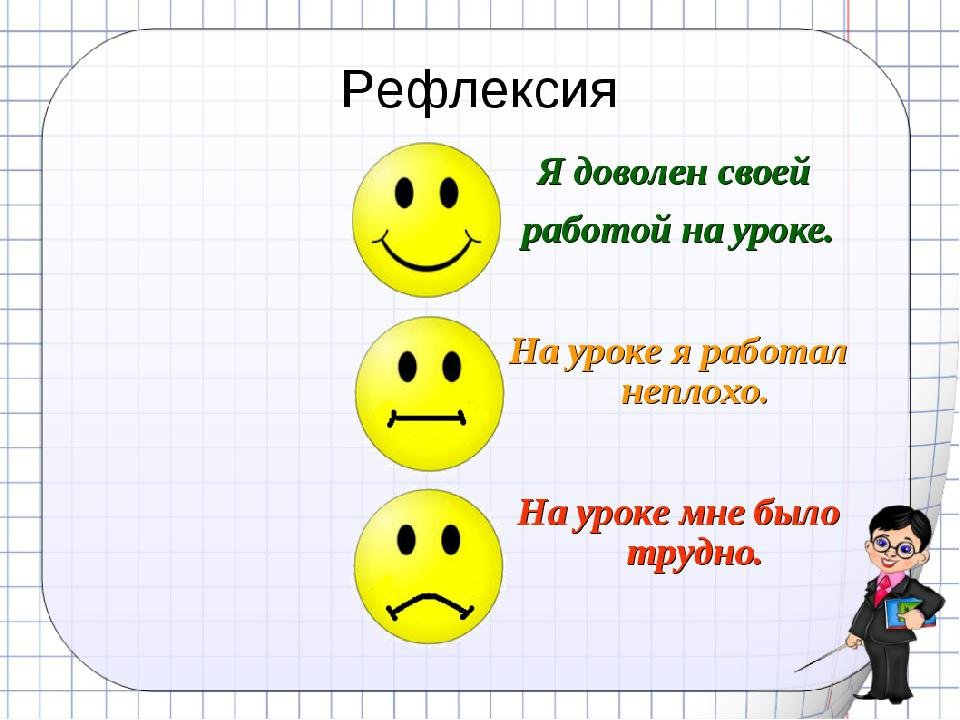 Рефлексия
Я доволен своей
работой на уроке.
На уроке я работал
неплохо.
На уроке мне было
трудно.